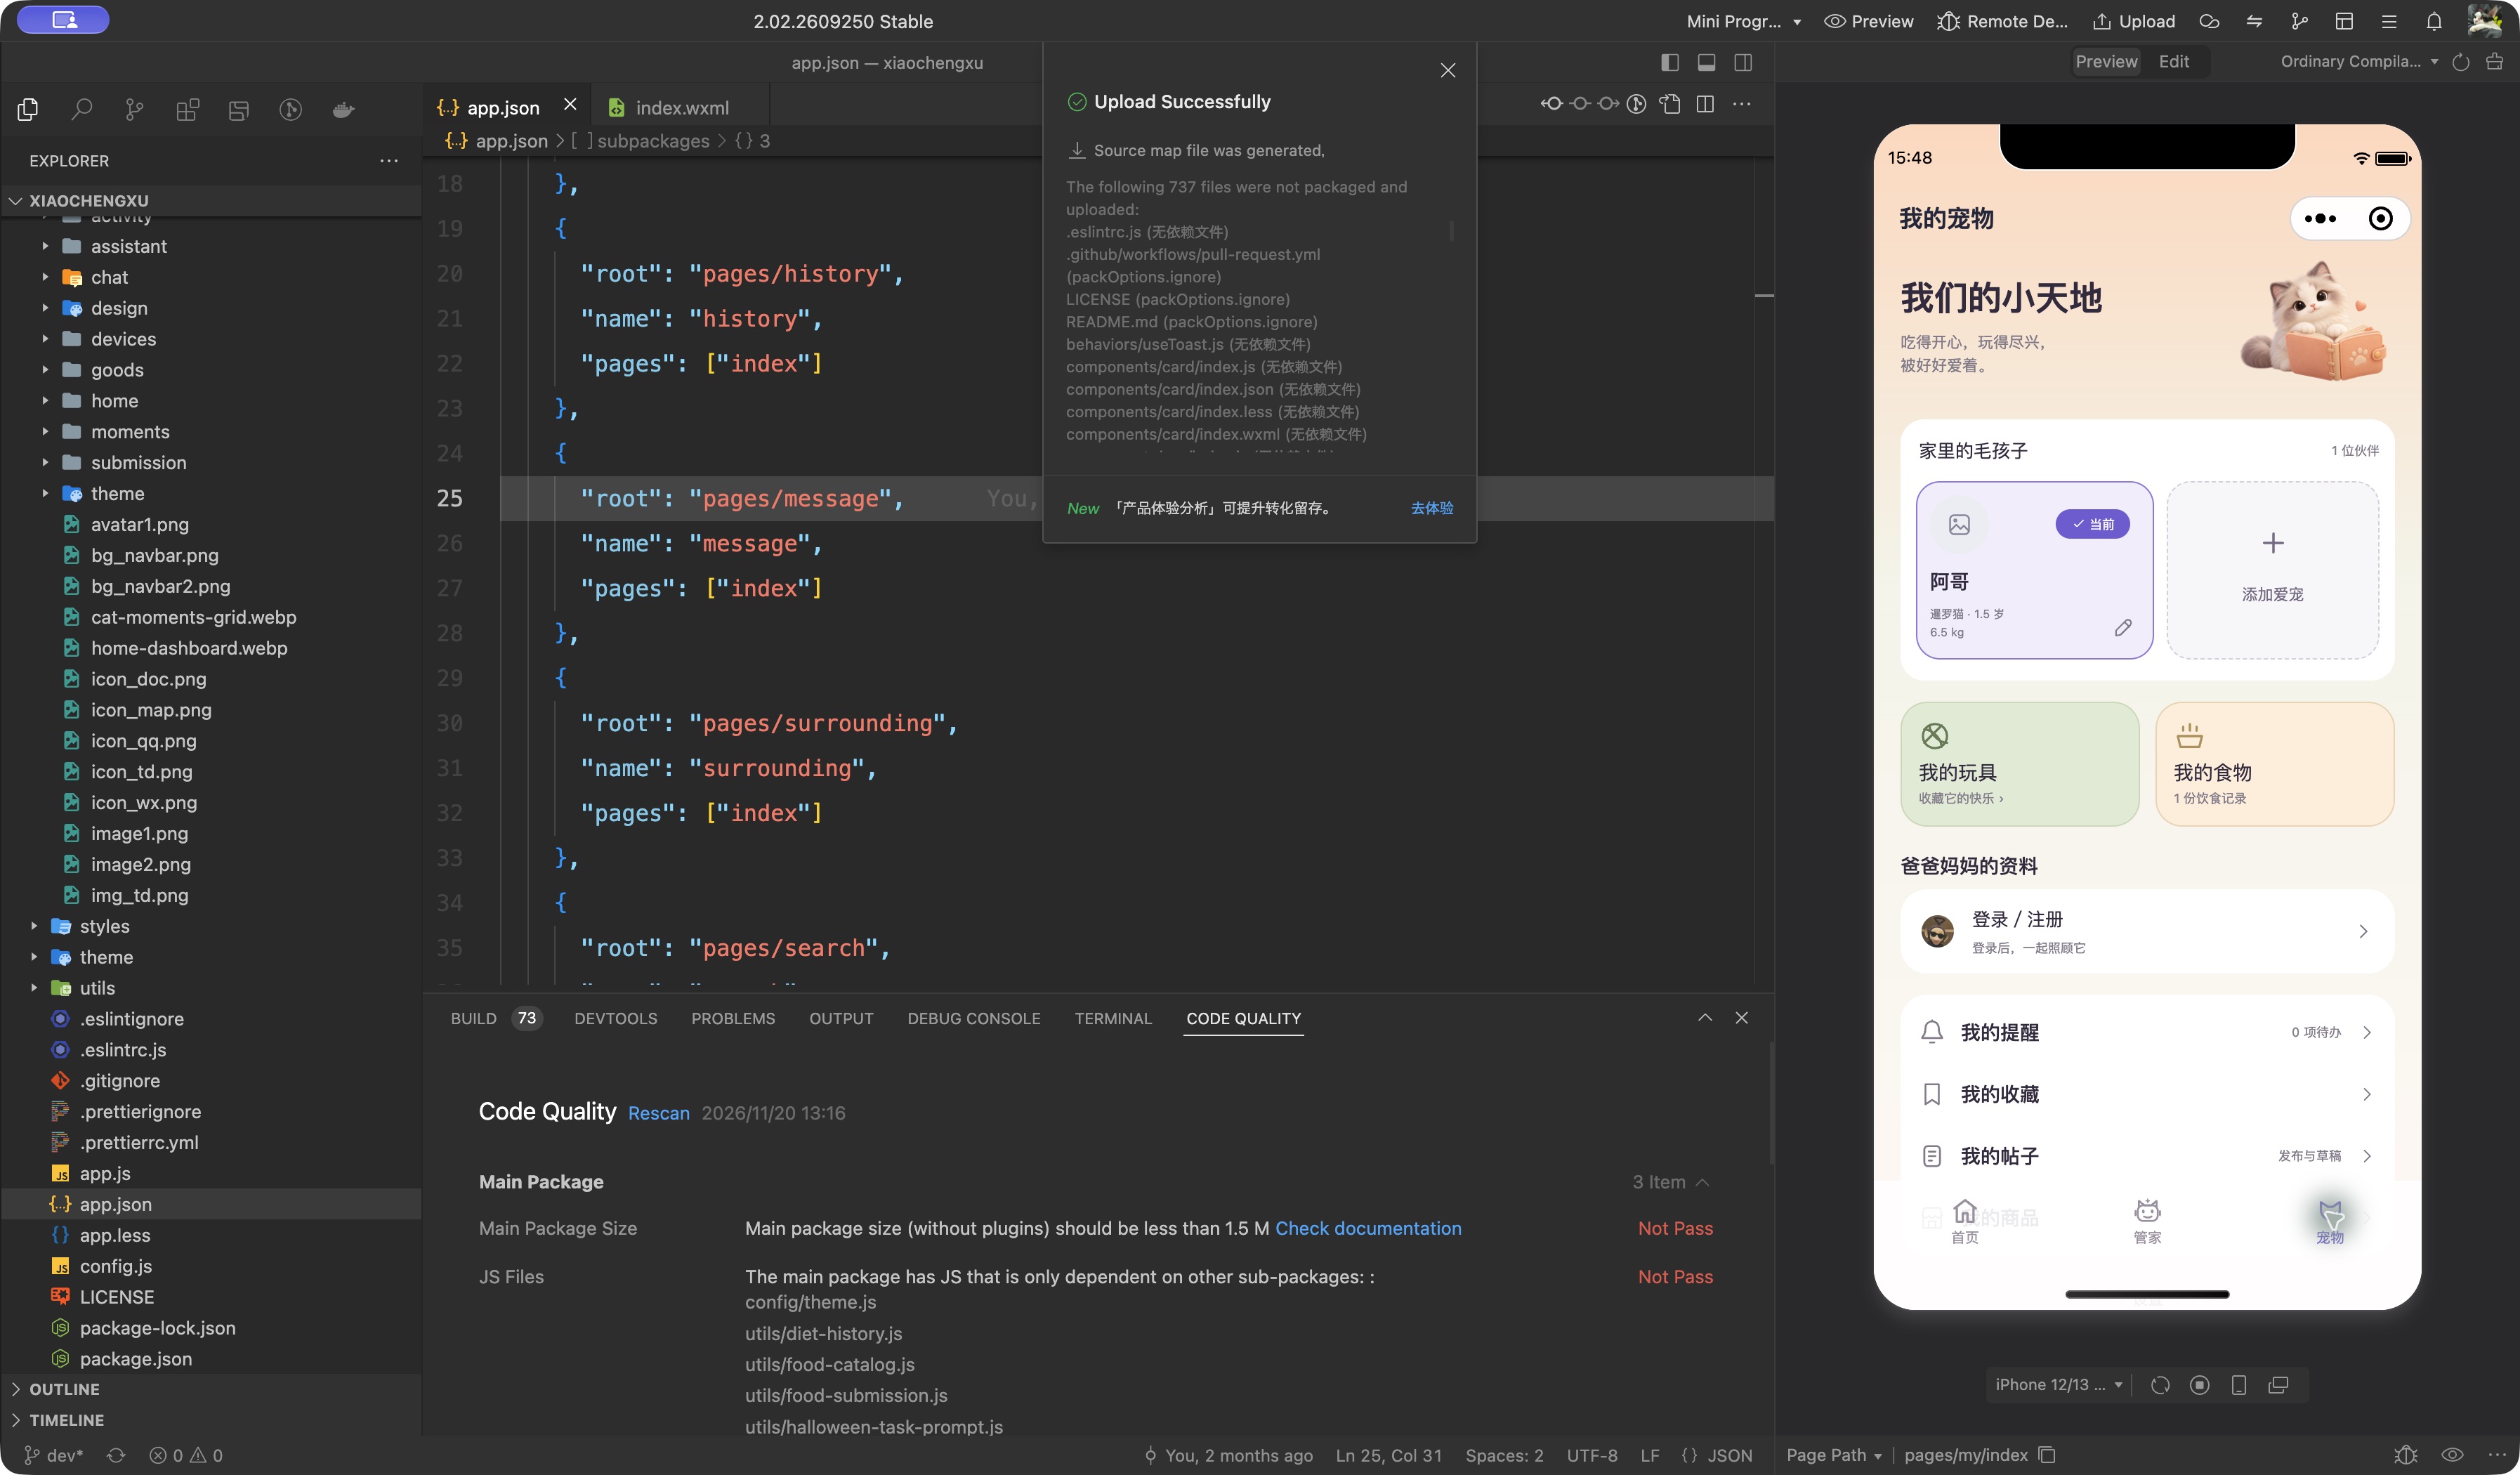 2.02.2609250 Stable
Mini Progr...
Preview
Remote De...
Upload
app.json — xiaochengxu
Preview
Edit
Ordinary Compila...
EXPLORER
XIAOCHENGXU
activity
assistant
chat
design
devices
goods
home
moments
submission
theme
avatar1.png
bg_navbar.png
bg_navbar2.png
cat-moments-grid.webp
home-dashboard.webp
icon_doc.png
icon_map.png
icon_qq.png
icon_td.png
icon_wx.png
image1.png
image2.png
img_td.png
styles
theme
utils
.eslintignore
.eslintrc.js
.gitignore
.prettierignore
.prettierrc.yml
app.js
app.json
app.less
config.js
LICENSE
package-lock.json
package.json
OUTLINE
TIMELINE
app.json
index.wxml
app.json > [ ] subpackages > {} 3
18 },
19 {
20 "root": "pages/history",
21 "name": "history",
22 "pages": ["index"]
23 },
24 {
25 "root": "pages/message", You,
26 "name": "message",
27 "pages": ["index"]
28 },
29 {
30 "root": "pages/surrounding",
31 "name": "surrounding",
32 "pages": ["index"]
33 },
34 {
35 "root": "pages/search",
Upload Successfully
Source map file was generated,
The following 737 files were not packaged and
uploaded:
.eslintrc.js (无依赖文件)
.github/workflows/pull-request.yml
(packOptions.ignore)
LICENSE (packOptions.ignore)
README.md (packOptions.ignore)
behaviors/useToast.js (无依赖文件)
components/card/index.js (无依赖文件)
components/card/index.json (无依赖文件)
components/card/index.less (无依赖文件)
components/card/index.wxml (无依赖文件)
New 「产品体验分析」可提升转化留存。 去体验
BUILD 73
DEVTOOLS
PROBLEMS
OUTPUT
DEBUG CONSOLE
TERMINAL
CODE QUALITY
Code Quality Rescan 2026/11/20 13:16
Main Package 3 Item
Main Package Size Main package size (without plugins) should be less than 1.5 M Check documentation Not Pass
JS Files The main package has JS that is only dependent on other sub-packages: : Not Pass
config/theme.js
utils/diet-history.js
utils/food-catalog.js
utils/food-submission.js
utils/halloween-task-prompt.js
15:48
我的宠物
我们的小天地
吃得开心，玩得尽兴，
被好好爱着。
家里的毛孩子 1 位伙伴
当前
阿哥
暹罗猫 · 1.5 岁
6.5 kg
添加爱宠
我的玩具
收藏它的快乐 ›
我的食物
1 份饮食记录
爸爸妈妈的资料
登录 / 注册
登录后，一起照顾它
我的提醒 0 项待办
我的收藏
我的帖子 发布与草稿
的商品
首页
管家
宠物
iPhone 12/13 ...
dev*
0
0
You, 2 months ago
Ln 25, Col 31
Spaces: 2
UTF-8
LF
{} JSON
Page Path
pages/my/index